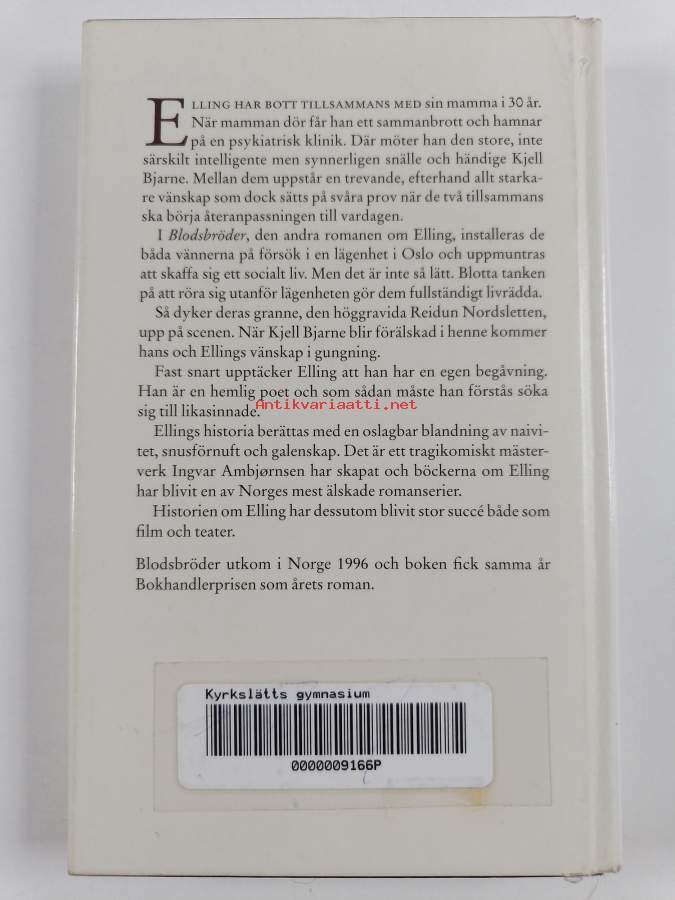 ELLING HAR BOTT TILLSAMMANS MED sin mamma i 30 år.
När mamman dör får han ett sammanbrott och hamnar
på en psykiatrisk klinik. Där möter han den store, inte
särskilt intelligente men synnerligen snälle och händige Kjell
Bjarne. Mellan dem uppstår en trevande, efterhand allt starka-
re vänskap som dock sätts på svåra prov när de två tillsammans
ska börja återanpassningen till vardagen.
I Blodsbröder, den andra romanen om Elling, installeras de
båda vännerna på försök i en lägenhet i Oslo och uppmuntras
att skaffa sig ett socialt liv. Men det är inte så lätt. Blotta tanken
på att röra sig utanför lägenheten gör dem fullständigt livrädda.
Så dyker deras granne, den höggravida Reidun Nordsletten,
upp på scenen. När Kjell Bjarne blir förälskad i henne kommer
hans och Ellings vänskap i gungning.
Fast snart upptäcker Elling att han har en egen begåvning.
Han är en hemlig poet och som sådan måste han förstås söka
sig till likasinnade.
Antikvariaatti.net
Ellings historia berättas med en oslagbar blandning av naivi-
tet, snusförnuft och galenskap. Det är ett tragikomiskt mäster-
verk Ingvar Ambjørnsen har skapat och böckerna om Elling
har blivit en av Norges mest älskade romanserier.
Historien om Elling har dessutom blivit stor succé både som
film och teater.
Blodsbröder utkom i Norge 1996 och boken fick samma år
Bokhandlerprisen som årets roman.
Kyrkslätts gymnasium
0000009166P